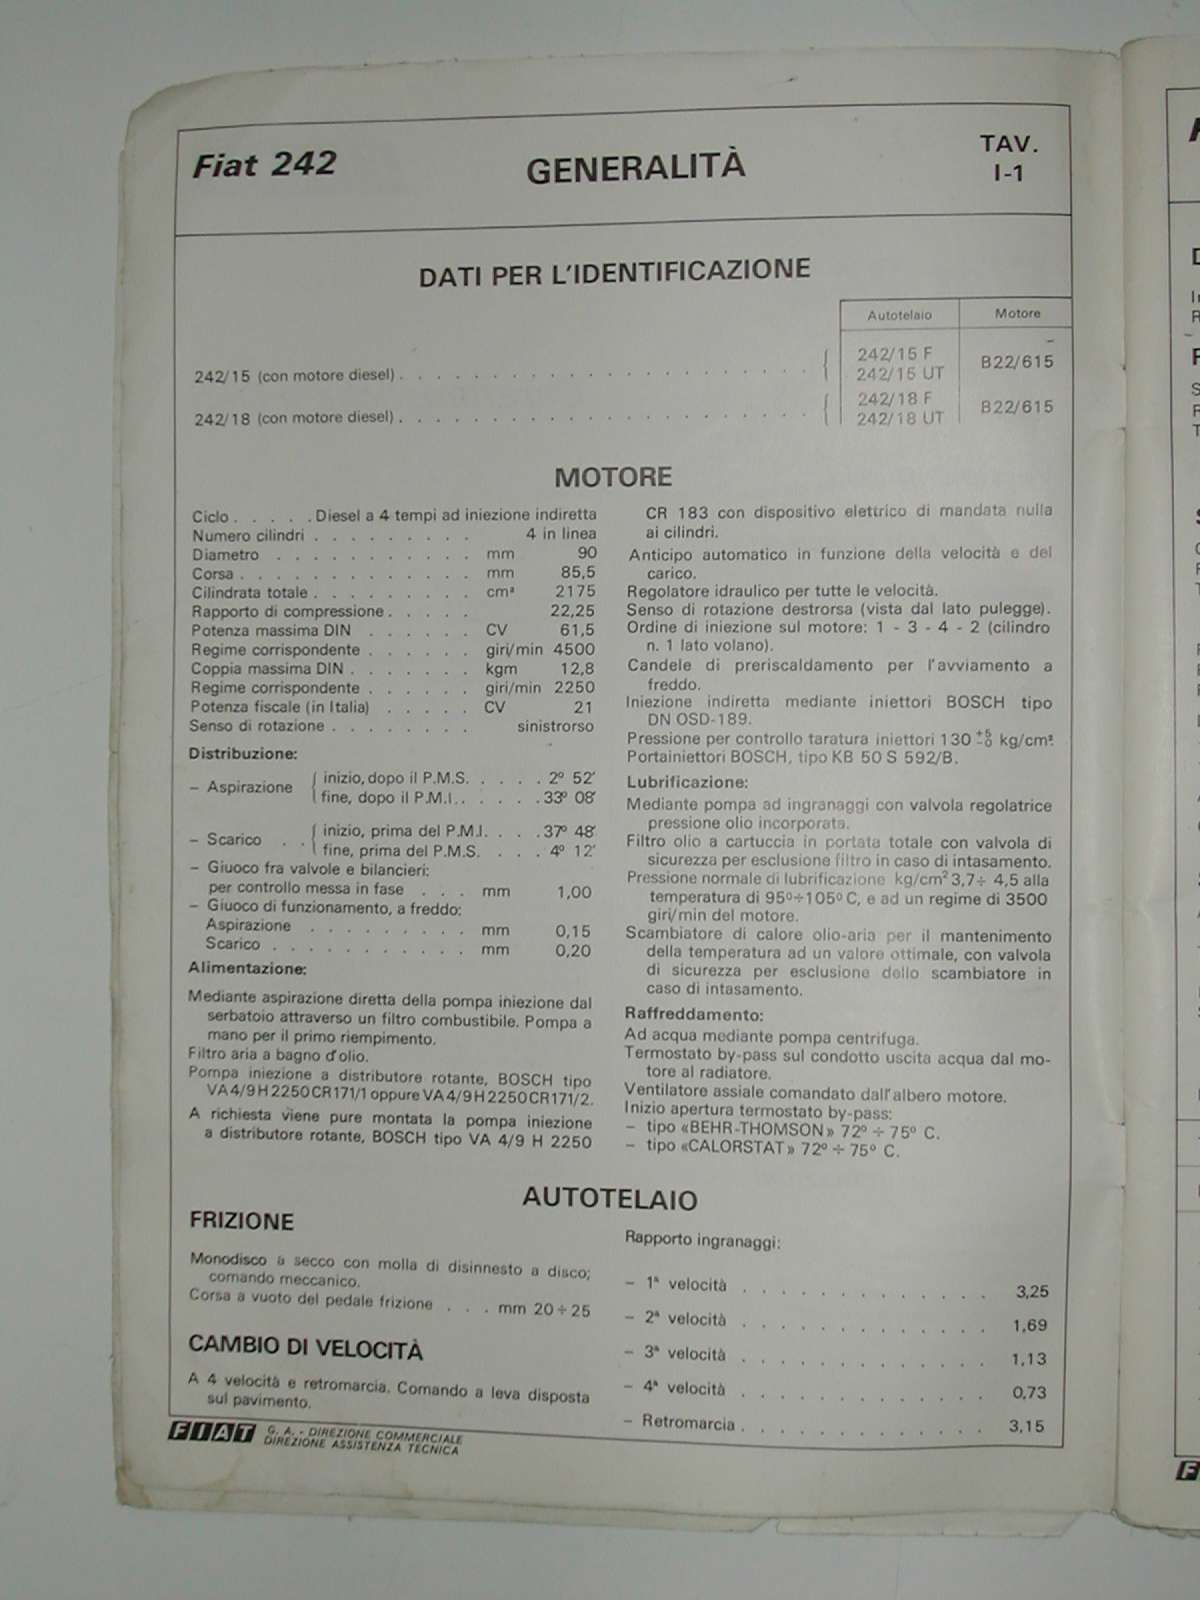 Fiat 242
GENERALITÀ
TAV.
I-1
DATI PER L'IDENTIFICAZIONE
Autotelaio Motore
242/15 (con motore diesel) . . . . . . . . . . . . . . . . . . . . { 242/15 F
242/15 UT B22/615
242/18 (con motore diesel) . . . . . . . . . . . . . . . . . . . . { 242/18 F
242/18 UT B22/615
MOTORE
Ciclo . . . . . Diesel a 4 tempi ad iniezione indiretta
Numero cilindri . . . . . . . . . 4 in linea
Diametro . . . . . . . . . . . mm 90
Corsa . . . . . . . . . . . . . mm 85,5
Cilindrata totale . . . . . . . . . cm³ 2175
Rapporto di compressione . . . . . 22,25
Potenza massima DIN . . . . . . CV 61,5
Regime corrispondente . . . . . . giri/min 4500
Coppia massima DIN . . . . . . . kgm 12,8
Regime corrispondente . . . . . . giri/min 2250
Potenza fiscale (in Italia) . . . . . CV 21
Senso di rotazione . . . . . . . . sinistrorso
Distribuzione:
– Aspirazione { inizio, dopo il P.M.S. . . . . . 2º 52′
fine, dopo il P.M.I. . . . . . 33º 08′
– Scarico . . { inizio, prima del P.M.I. . . . . 37º 48′
fine, prima del P.M.S. . . . . 4º 12′
– Giuoco fra valvole e bilancieri:
per controllo messa in fase . . . mm 1,00
– Giuoco di funzionamento, a freddo:
Aspirazione . . . . . . . . . mm 0,15
Scarico . . . . . . . . . . . mm 0,20
Alimentazione:
Mediante aspirazione diretta della pompa iniezione dal
serbatoio attraverso un filtro combustibile. Pompa a
mano per il primo riempimento.
Filtro aria a bagno d'olio.
Pompa iniezione a distributore rotante, BOSCH tipo
VA 4/9 H 2250 CR 171/1 oppure VA 4/9 H 2250 CR 171/2.
A richiesta viene pure montata la pompa iniezione
a distributore rotante, BOSCH tipo VA 4/9 H 2250
CR 183 con dispositivo elettrico di mandata nulla
ai cilindri.
Anticipo automatico in funzione della velocità e del
carico.
Regolatore idraulico per tutte le velocità.
Senso di rotazione destrorsa (vista dal lato pulegge).
Ordine di iniezione sul motore: 1 - 3 - 4 - 2 (cilindro
n. 1 lato volano).
Candele di preriscaldamento per l'avviamento a
freddo.
Iniezione indiretta mediante iniettori BOSCH tipo
DN OSD-189.
Pressione per controllo taratura iniettori 130 +5 −0 kg/cm².
Portainiettori BOSCH, tipo KB 50 S 592/B.
Lubrificazione:
Mediante pompa ad ingranaggi con valvola regolatrice
pressione olio incorporata.
Filtro olio a cartuccia in portata totale con valvola di
sicurezza per esclusione filtro in caso di intasamento.
Pressione normale di lubrificazione kg/cm² 3,7÷ 4,5 alla
temperatura di 95º÷105º C, e ad un regime di 3500
giri/min del motore.
Scambiatore di calore olio-aria per il mantenimento
della temperatura ad un valore ottimale, con valvola
di sicurezza per esclusione dello scambiatore in
caso di intasamento.
Raffreddamento:
Ad acqua mediante pompa centrifuga.
Termostato by-pass sul condotto uscita acqua dal mo-
tore al radiatore.
Ventilatore assiale comandato dall'albero motore.
Inizio apertura termostato by-pass:
– tipo «BEHR-THOMSON» 72º ÷ 75º C.
– tipo «CALORSTAT» 72º ÷ 75º C.
AUTOTELAIO
FRIZIONE
Monodisco a secco con molla di disinnesto a disco;
comando meccanico.
Corsa a vuoto del pedale frizione . . . mm 20 ÷ 25
CAMBIO DI VELOCITÀ
A 4 velocità e retromarcia. Comando a leva disposta
sul pavimento.
Rapporto ingranaggi:
– 1ª velocità . . . . . . . . . . . . . 3,25
– 2ª velocità . . . . . . . . . . . . . 1,69
– 3ª velocità . . . . . . . . . . . . . 1,13
– 4ª velocità . . . . . . . . . . . . . 0,73
– Retromarcia . . . . . . . . . . . . . 3,15
FIAT G. A. - DIREZIONE COMMERCIALE
DIREZIONE ASSISTENZA TECNICA